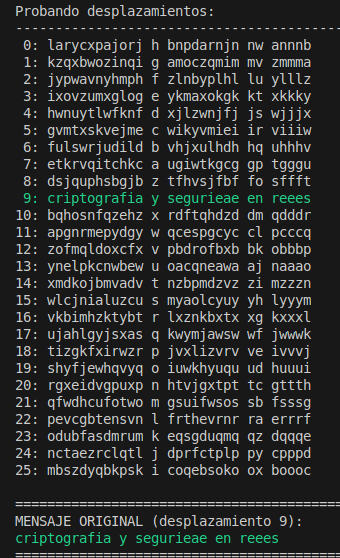 Probando desplazamientos:
----------------------------------------
0: larycxpajorj h bnpdarnjn nw annnb
1: kzqxbwozinqi g amoczqmim mv zmmma
2: jypwavnyhmph f zlnbyplhl lu ylllz
3: ixovzumxglog e ykmaxokgk kt xkkky
4: hwnuytlwfknf d xjlzwnjfj js wjjjx
5: gvmtxskvejme c wikyvmiei ir viiiw
6: fulswrjudild b vhjxulhdh hq uhhhv
7: etkrvqitchkc a ugiwtkgcg gp tgggu
8: dsjquphsbgjb z tfhvsjfbf fo sffft
9: criptografia y segurieae en reees
10: bqhosnfqzehz x rdftqhdzd dm qdddr
11: apgnrmepydgy w qcespgcyc cl pcccq
12: zofmqldoxcfx v pbdrofbxb bk obbbp
13: ynelpkcnwbew u oacqneawa aj naaao
14: xmdkojbmvadv t nzbpmdzvz zi mzzzn
15: wlcjnialuzcu s myaolcyuy yh lyyym
16: vkbimhzktybt r lxznkbxtx xg kxxxl
17: ujahlgyjsxas q kwymjawsw wf jwwwk
18: tizgkfxirwzr p jvxlizvrv ve ivvvj
19: shyfjewhqvyq o iuwkhyuqu ud huuui
20: rgxeidvgpuxp n htvjgxtpt tc gttth
21: qfwdhcufotwo m gsuifwsos sb fsssg
22: pevcgbtensvn l frthevrnr ra errrf
23: odubfasdmrum k eqsgduqmq qz dqqqe
24: nctaezrclqtl j dprfctplp py cpppd
25: mbszdyqbkpsk i coqebsoko ox boooc
========================================
MENSAJE ORIGINAL (desplazamiento 9):
criptografia y segurieae en reees
========================================